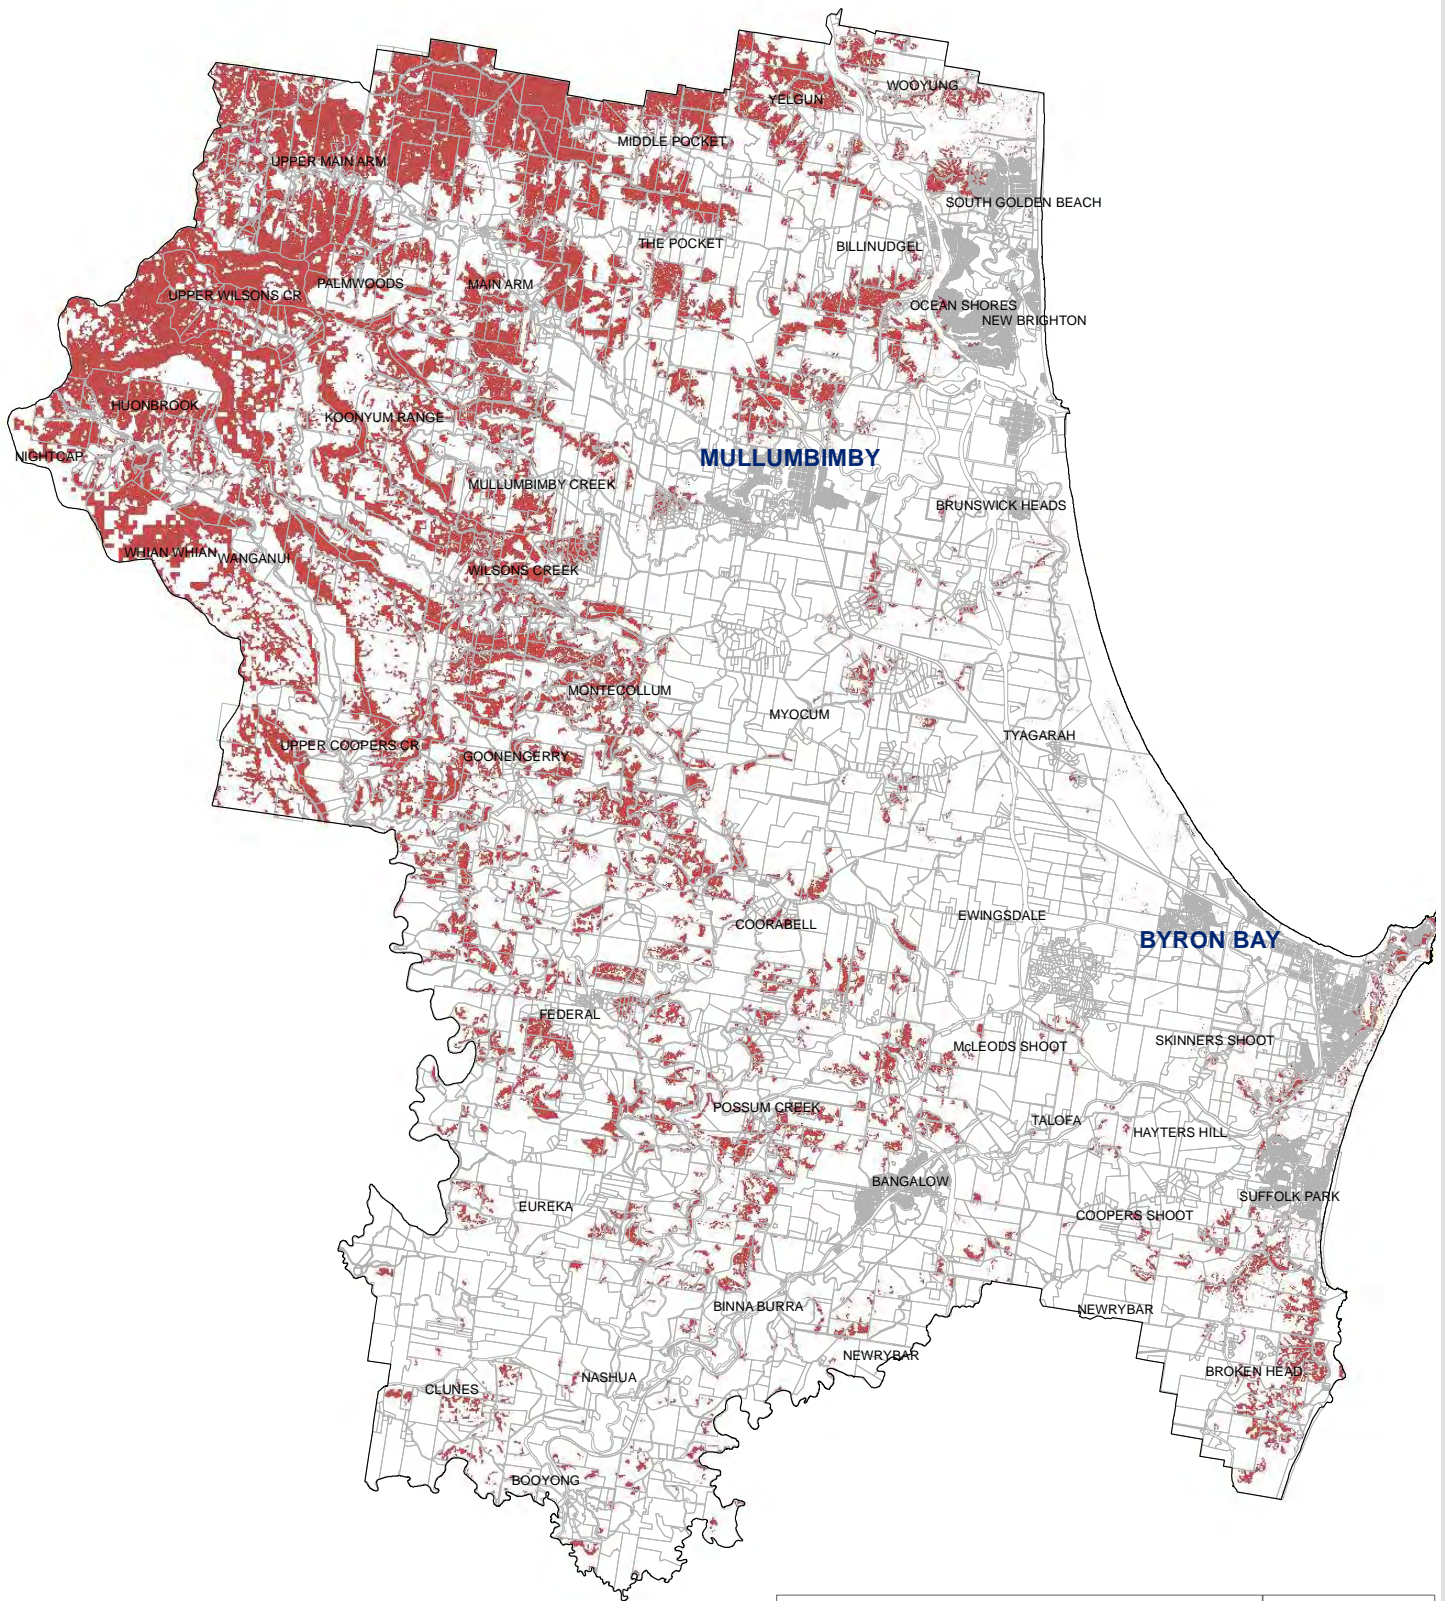 WOOYUNG
YELGUN
MIDDLE POCKET
UPPER MAIN ARM
SOUTH GOLDEN BEACH
THE POCKET
BILLINUDGEL
PALMWOODS
MAIN ARM
UPPER WILSONS CR
OCEAN SHORES
NEW BRIGHTON
HUONBROOK
KOONYUM RANGE
NIGHTCAP
MULLUMBIMBY
MULLUMBIMBY CREEK
BRUNSWICK HEADS
WHIAN WHIAN
WANGANUI
WILSONS CREEK
MONTECOLLUM
MYOCUM
TYAGARAH
UPPER COOPERS CR
GOONENGERRY
EWINGSDALE
COORABELL
BYRON BAY
FEDERAL
SKINNERS SHOOT
McLEODS SHOOT
POSSUM CREEK
TALOFA
HAYTERS HILL
BANGALOW
SUFFOLK PARK
EUREKA
COOPERS SHOOT
BINNA BURRA
NEWRYBAR
NEWRYBAR
BROKEN HEAD
NASHUA
CLUNES
BOOYONG